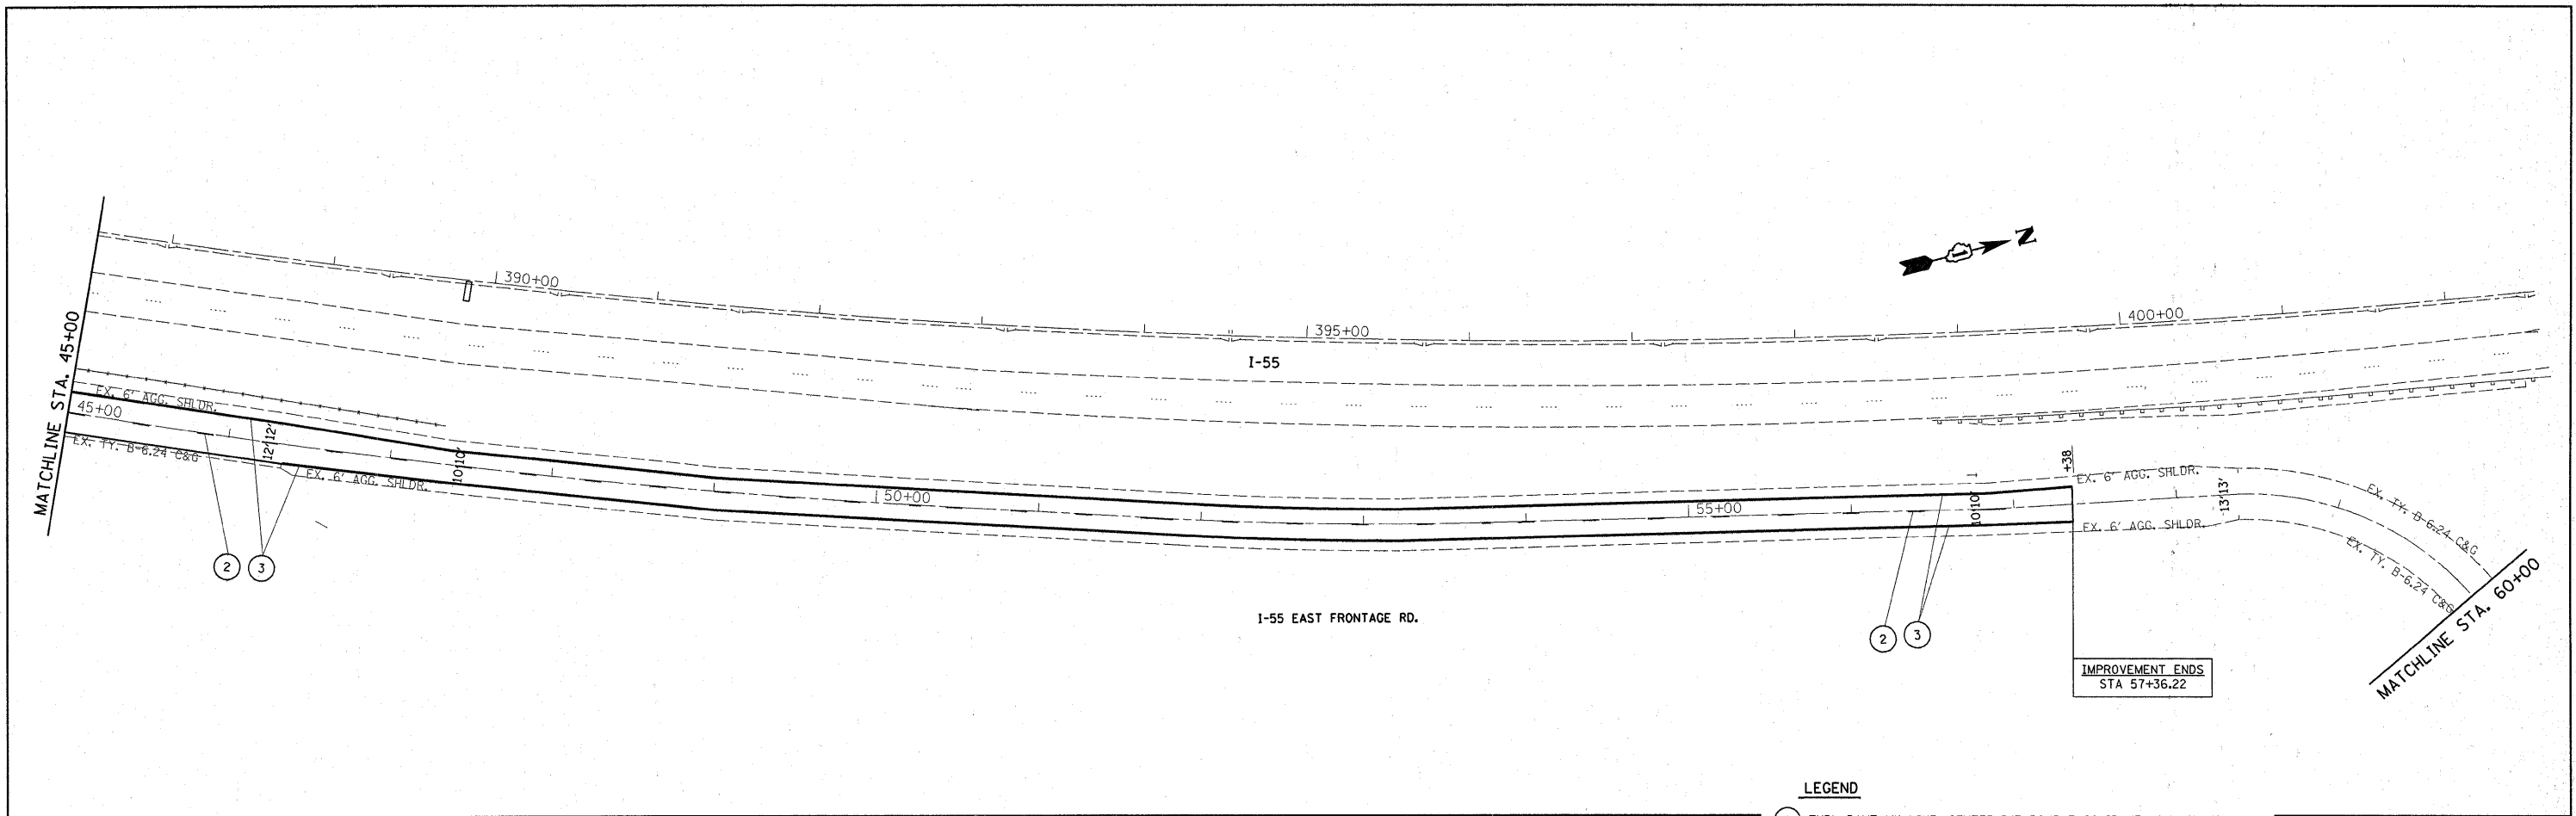 N
390+00
395+00
400+00
I-55
MATCHLINE STA. 45+00
EX. 6' AGG. SHLDR.
45+00
EX. TY. B-6.24 C&G
12' 12'
EX. 6' AGG. SHLDR.
10' 10'
50+00
55+00
10' 10'
+38
EX. 6' AGG. SHLDR.
EX. 6' AGG. SHLDR.
13' 13'
EX. TY. B-6.24 C&G
EX. TY. B-6.24 C&G
MATCHLINE STA. 60+00
2
3
I-55 EAST FRONTAGE RD.
2
3
IMPROVEMENT ENDS
STA 57+36.22
LEGEND